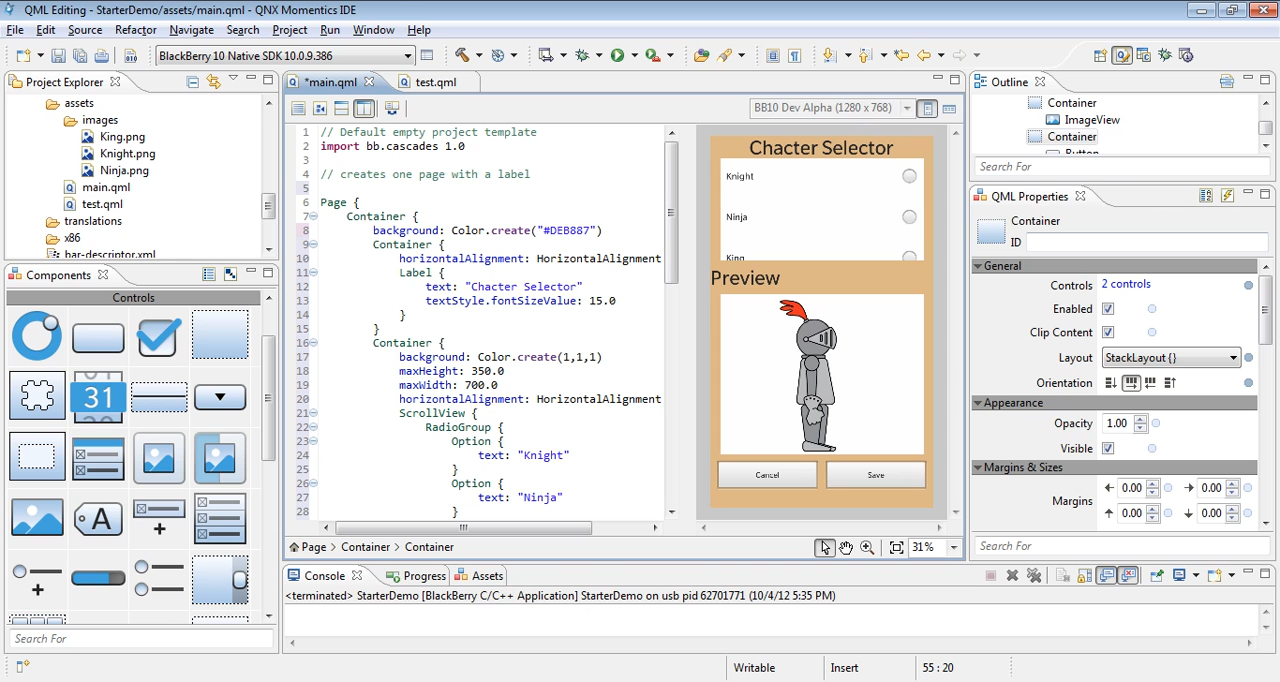 QML Editing - StarterDemo/assets/main.qml - QNX Momentics IDE
File Edit Source Refactor Navigate Search Project Run Window Help
BlackBerry 10 Native SDK 10.0.9.386
Project Explorer
assets
images
King.png
Knight.png
Ninja.png
main.qml
test.qml
translations
x86
bar-descriptor.xml
Components
Controls
31
A
Search For
*main.qml
test.qml
BB10 Dev Alpha (1280 x 768)
1 // Default empty project template
2 import bb.cascades 1.0
3
4 // creates one page with a label
5
6 Page {
7 Container {
8 background: Color.create("#DEB887")
9 Container {
10 horizontalAlignment: HorizontalAlignment
11 Label {
12 text: "Chacter Selector"
13 textStyle.fontSizeValue: 15.0
14 }
15 }
16 Container {
17 background: Color.create(1,1,1)
18 maxHeight: 350.0
19 maxWidth: 700.0
20 horizontalAlignment: HorizontalAlignment
21 ScrollView {
22 RadioGroup {
23 Option {
24 text: "Knight"
25 }
26 Option {
27 text: "Ninja"
28 }
Chacter Selector
Knight
Ninja
King
Preview
Cancel
Save
Page > Container > Container
31%
Console
Progress
Assets
<terminated> StarterDemo [BlackBerry C/C++ Application] StarterDemo on usb pid 62701771 (10/4/12 5:35 PM)
Outline
Container
ImageView
Container
Button
Search For
QML Properties
Container
ID
General
Controls 2 controls
Enabled
Clip Content
Layout StackLayout {}
Orientation
Appearance
Opacity 1.00
Visible
Margins & Sizes
Margins
0.00 0.00
0.00 0.00
Search For
Writable Insert 55 : 20